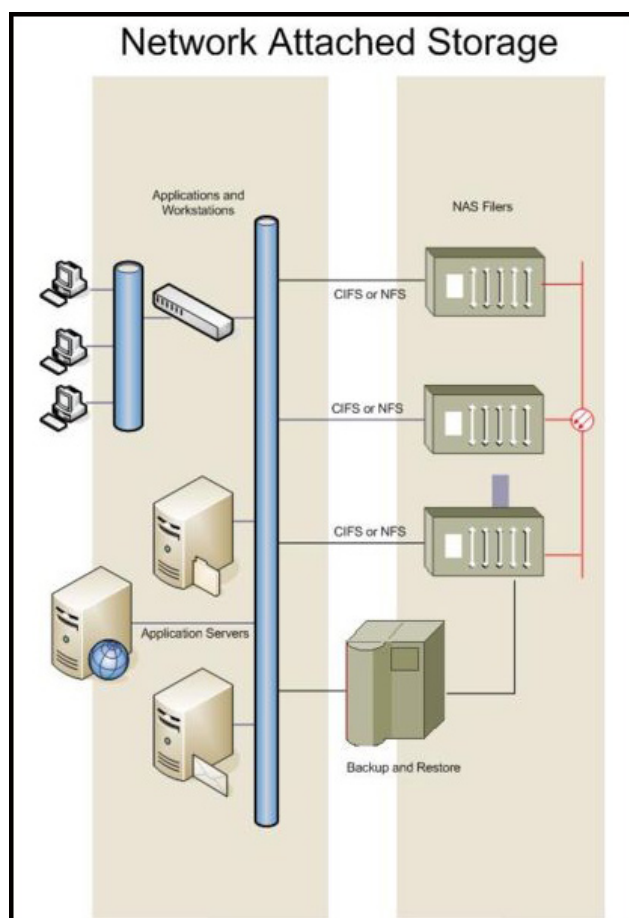 Network Attached Storage
Applications and
Workstations
NAS Filers
CIFS or NFS
CIFS or NFS
CIFS or NFS
Application Servers
Backup and Restore